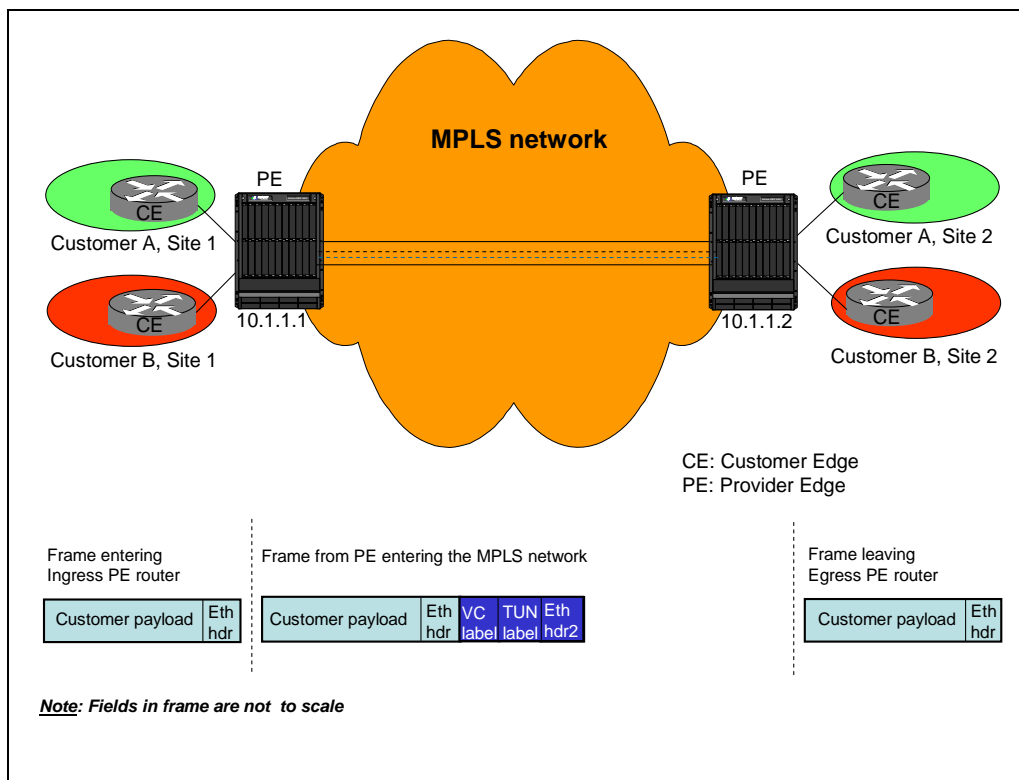 MPLS network
PE
PE
CE
CE
Customer A, Site 1
Customer A, Site 2
CE
CE
10.1.1.1
10.1.1.2
Customer B, Site 1
Customer B, Site 2
CE: Customer Edge
PE: Provider Edge
Frame entering
Ingress PE router
Frame from PE entering the MPLS network
Frame leaving
Egress PE router
Customer payload
Eth
hdr
Customer payload
Eth
hdr
VC
label
TUN
label
Eth
hdr2
Customer payload
Eth
hdr
Note: Fields in frame are not to scale